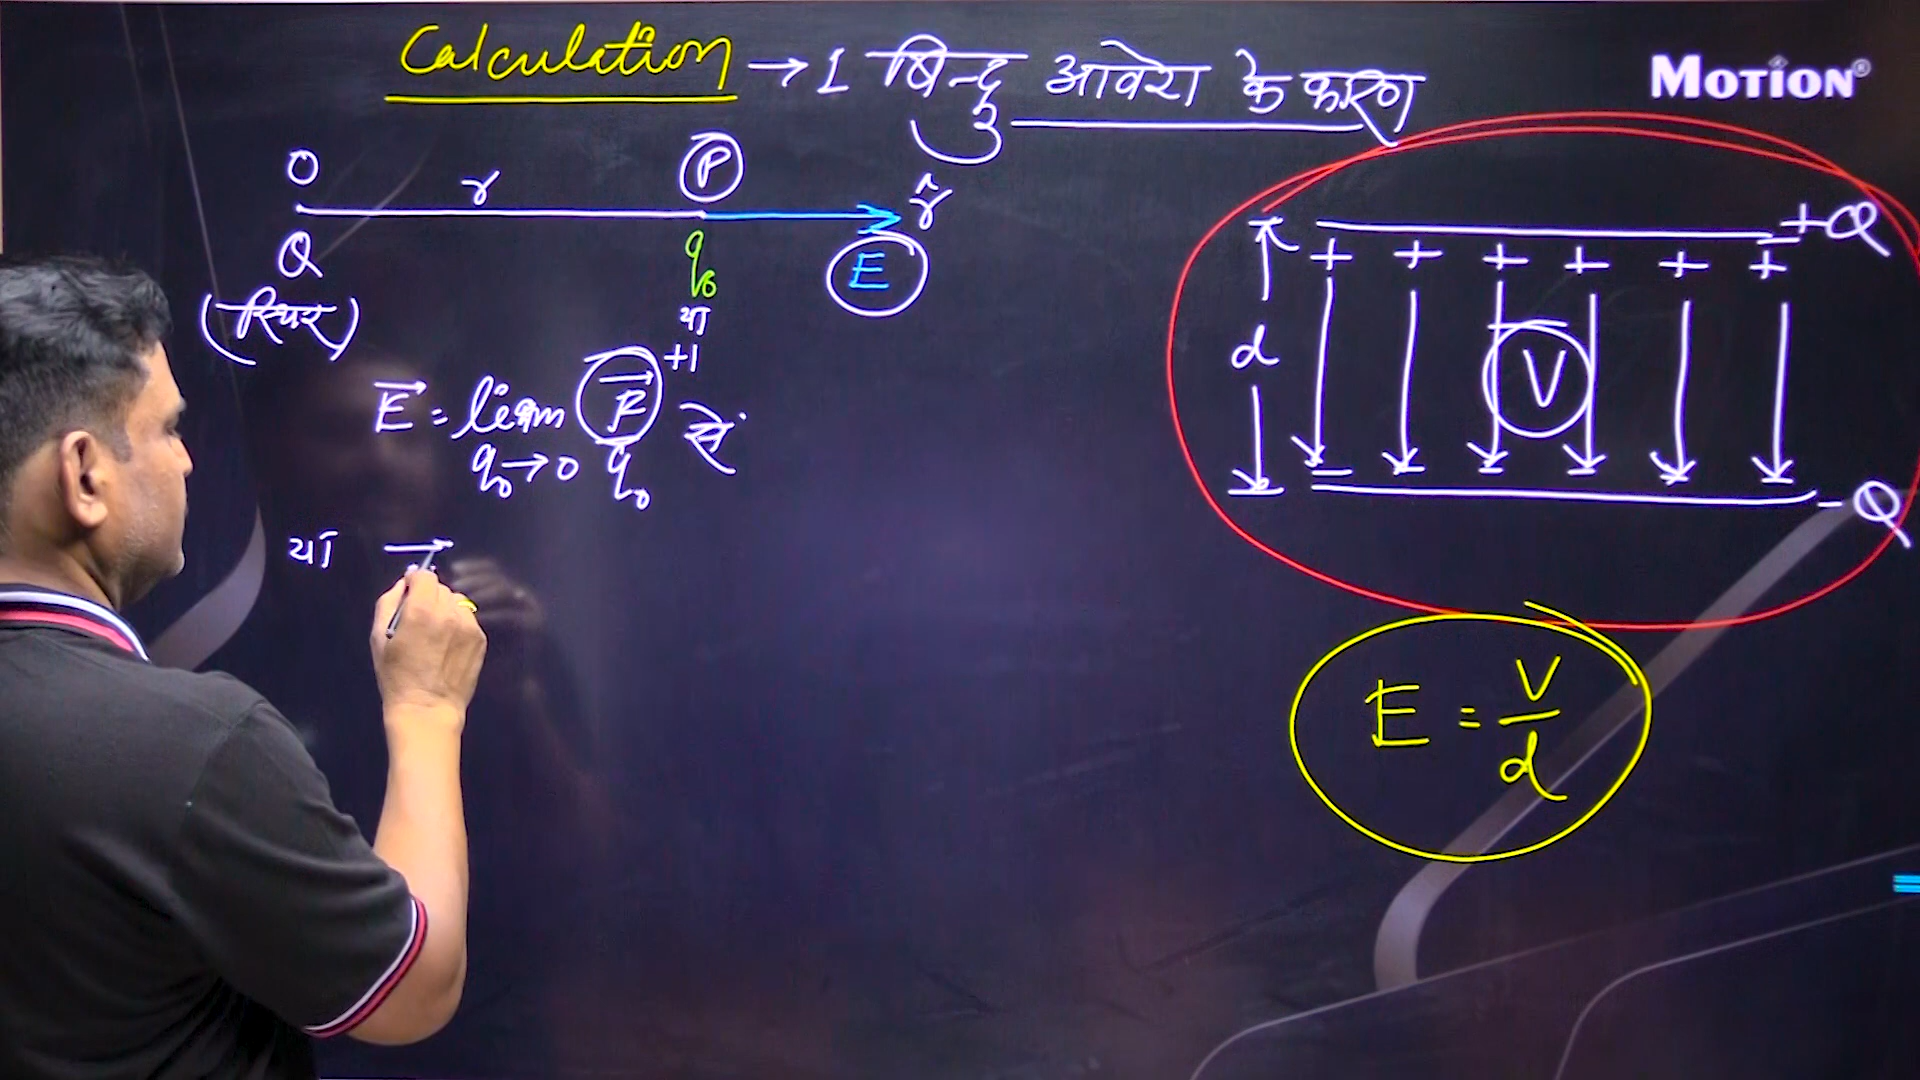 Calculation → 1 बिन्दु आवेश के कारण
MOTION®
O r P r̂
Q (स्थिर)
q₀ या +1
E
E⃗ = lim F⃗/q₀ से
q₀→0
या
+Q
+ + + + + +
d V
– Q
E = V/d